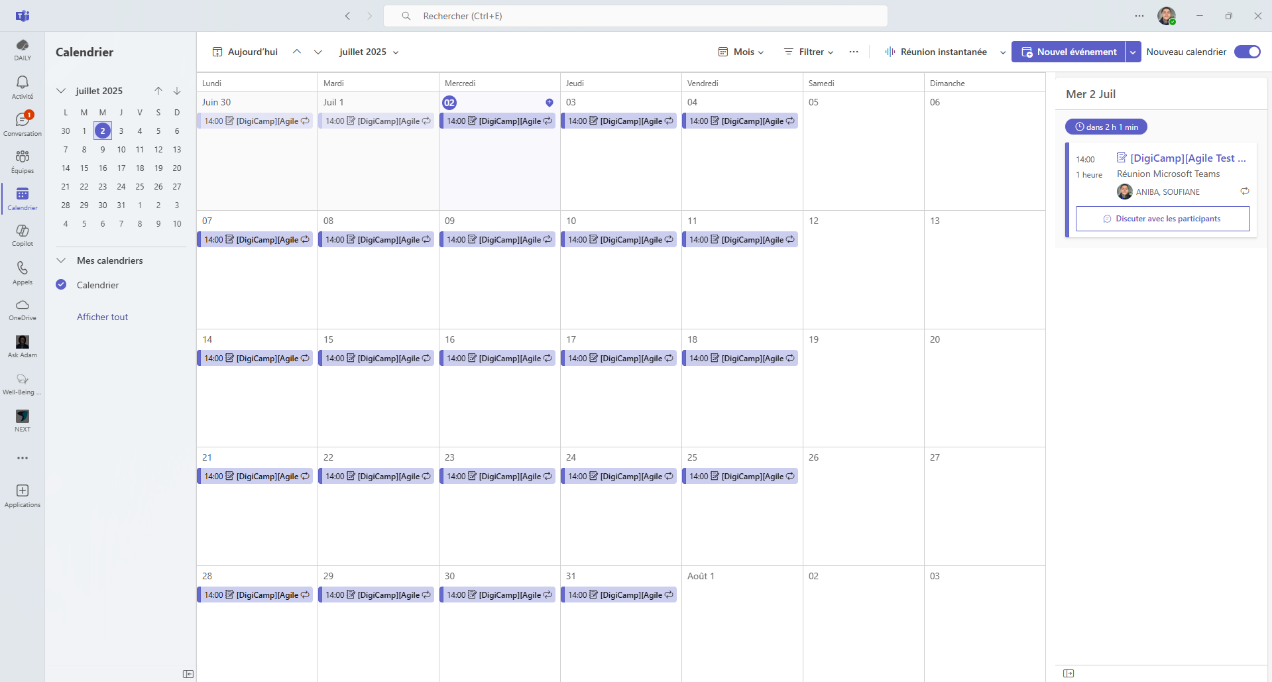 Rechercher (Ctrl+E)
DAILY
Activité
1
Conversation
Équipes
Calendrier
Copilot
Appels
OneDrive
Ask Adam
Well-Being ...
NEXT
Applications
Calendrier
juillet 2025
L M M J V S D
30 1 2 3 4 5 6
7 8 9 10 11 12 13
14 15 16 17 18 19 20
21 22 23 24 25 26 27
28 29 30 31 1 2 3
4 5 6 7 8 9 10
Mes calendriers
Calendrier
Afficher tout
Aujourd'hui juillet 2025 Mois Filtrer Réunion instantanée Nouvel événement Nouveau calendrier
Lundi Mardi Mercredi Jeudi Vendredi Samedi Dimanche
Juin 30 Juil 1 02 03 04 05 06
14:00 [DigiCamp][Agile 14:00 [DigiCamp][Agile 14:00 [DigiCamp][Agile 14:00 [DigiCamp][Agile 14:00 [DigiCamp][Agile
07 08 09 10 11 12 13
14:00 [DigiCamp][Agile 14:00 [DigiCamp][Agile 14:00 [DigiCamp][Agile 14:00 [DigiCamp][Agile 14:00 [DigiCamp][Agile
14 15 16 17 18 19 20
14:00 [DigiCamp][Agile 14:00 [DigiCamp][Agile 14:00 [DigiCamp][Agile 14:00 [DigiCamp][Agile 14:00 [DigiCamp][Agile
21 22 23 24 25 26 27
14:00 [DigiCamp][Agile 14:00 [DigiCamp][Agile 14:00 [DigiCamp][Agile 14:00 [DigiCamp][Agile 14:00 [DigiCamp][Agile
28 29 30 31 Août 1 02 03
14:00 [DigiCamp][Agile 14:00 [DigiCamp][Agile 14:00 [DigiCamp][Agile 14:00 [DigiCamp][Agile
Mer 2 Juil
dans 2 h 1 min
14:00 [DigiCamp][Agile Test ...
1 heure Réunion Microsoft Teams
ANIBA, SOUFIANE
Discuter avec les participants